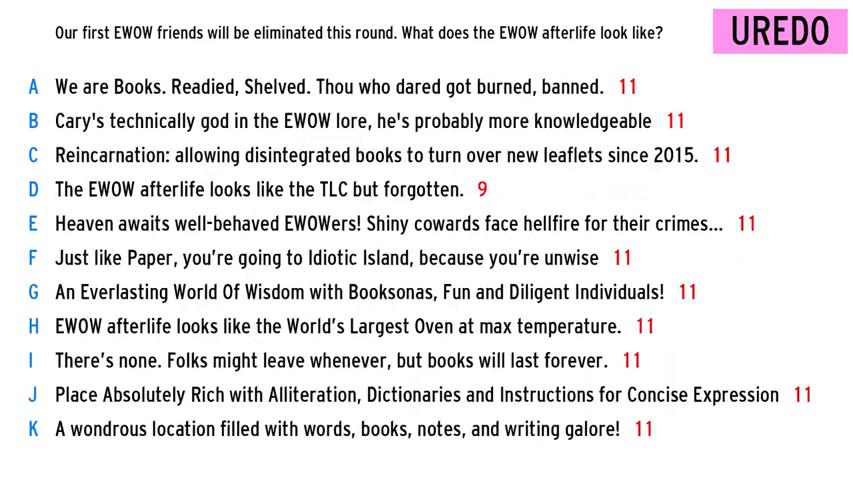 Our first EWOW friends will be eliminated this round. What does the EWOW afterlife look like?
UREDO
A We are Books. Readied, Shelved. Thou who dared got burned, banned. 11
B Cary's technically god in the EWOW lore, he's probably more knowledgeable 11
C Reincarnation: allowing disintegrated books to turn over new leaflets since 2015. 11
D The EWOW afterlife looks like the TLC but forgotten. 9
E Heaven awaits well-behaved EWOWers! Shiny cowards face hellfire for their crimes... 11
F Just like Paper, you’re going to Idiotic Island, because you’re unwise 11
G An Everlasting World Of Wisdom with Booksonas, Fun and Diligent Individuals! 11
H EWOW afterlife looks like the World’s Largest Oven at max temperature. 11
I There’s none. Folks might leave whenever, but books will last forever. 11
J Place Absolutely Rich with Alliteration, Dictionaries and Instructions for Concise Expression 11
K A wondrous location filled with words, books, notes, and writing galore! 11